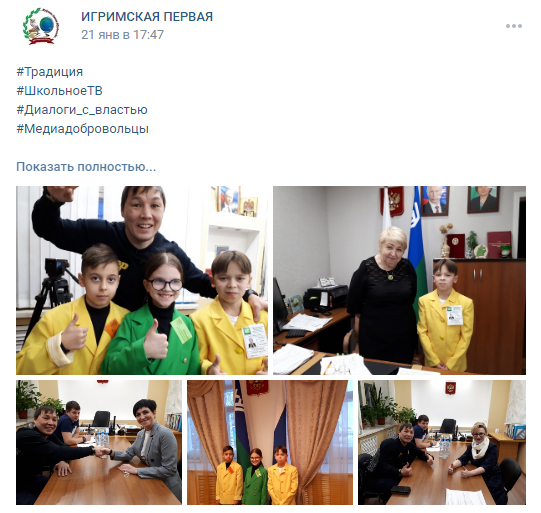 ИГРИМСКАЯ ПЕРВАЯ
21 янв в 17:47
#Традиция
#ШкольноеТВ
#Диалоги_с_властью
#Медиадобровольцы
Показать полностью...